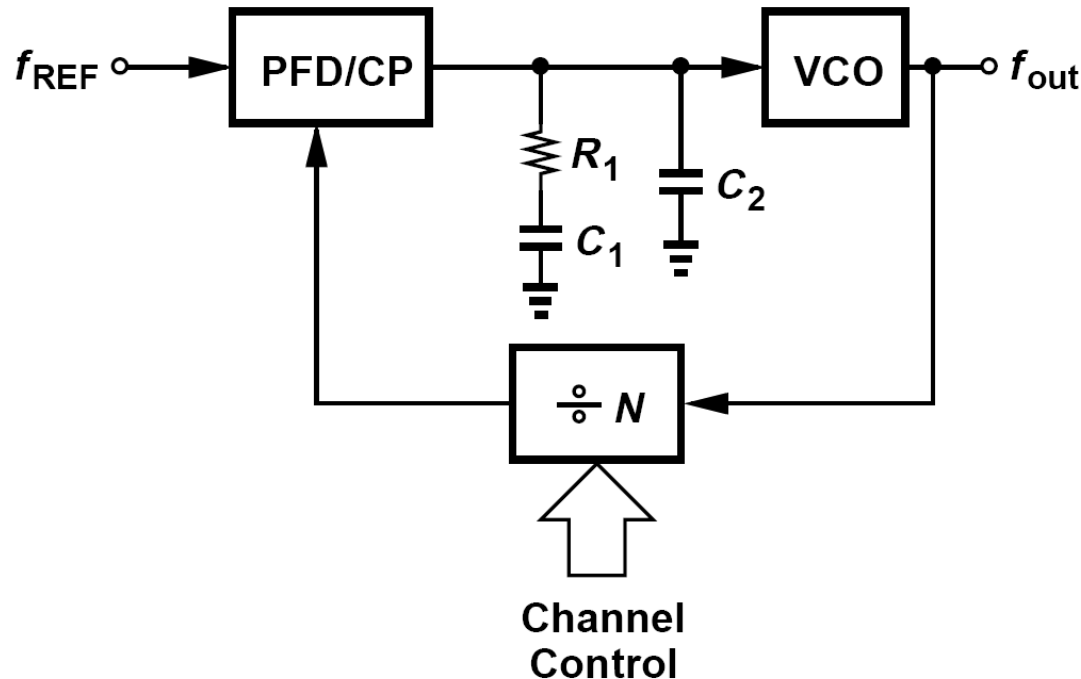 fREF
PFD/CP
VCO
fout
R1
C2
C1
÷ N
Channel
Control